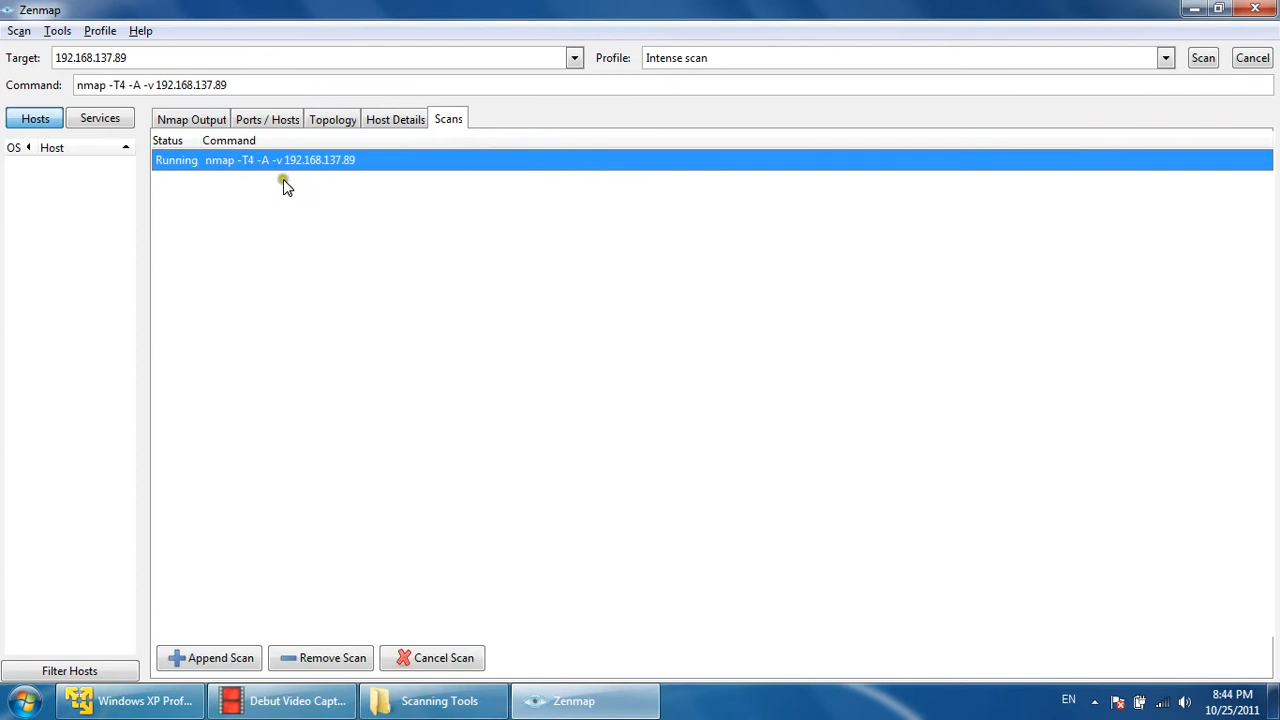 Zenmap
Scan Tools Profile Help
Target: 192.168.137.89 Profile: Intense scan Scan Cancel
Command: nmap -T4 -A -v 192.168.137.89
Hosts Services Nmap Output Ports / Hosts Topology Host Details Scans
OS Host Status Command
Running nmap -T4 -A -v 192.168.137.89
Append Scan Remove Scan Cancel Scan
Filter Hosts
Windows XP Prof... Debut Video Capt... Scanning Tools Zenmap EN 8:44 PM
10/25/2011